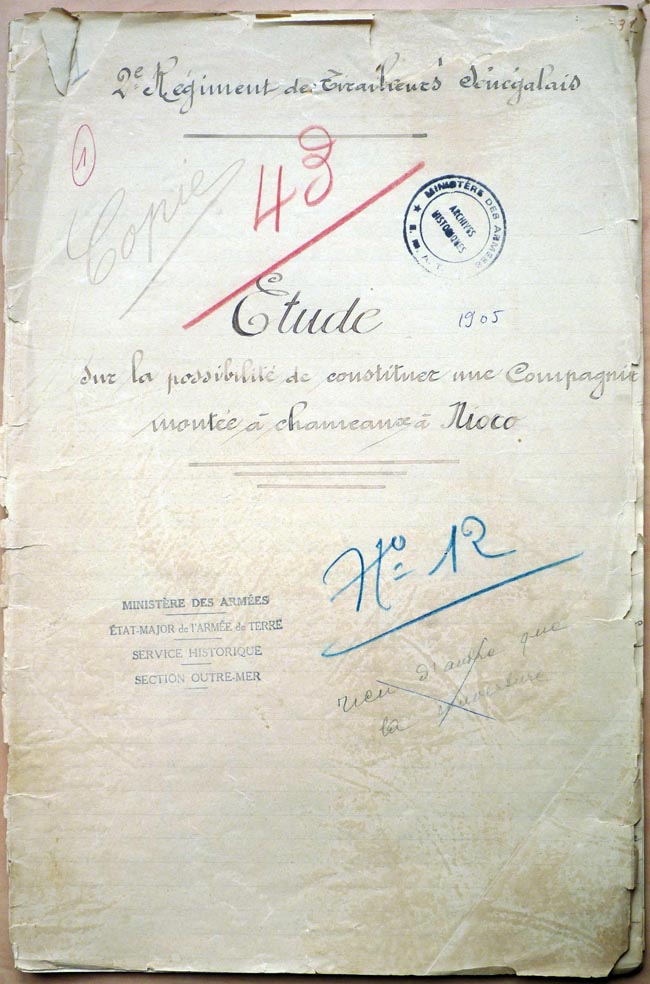 2e Régiment de Tirailleurs Sénégalais
1
Copie
43
MINISTÈRE DES ARMÉES
ARCHIVES
HISTORIQUES
Etude
1905
sur la possibilité de constituer une Compagnie
montée à chameaux à Nioro
No 12
MINISTÈRE DES ARMÉES
ÉTAT-MAJOR de l'ARMÉE de TERRE
SERVICE HISTORIQUE
SECTION OUTRE-MER
rien d'autre que
la couverture